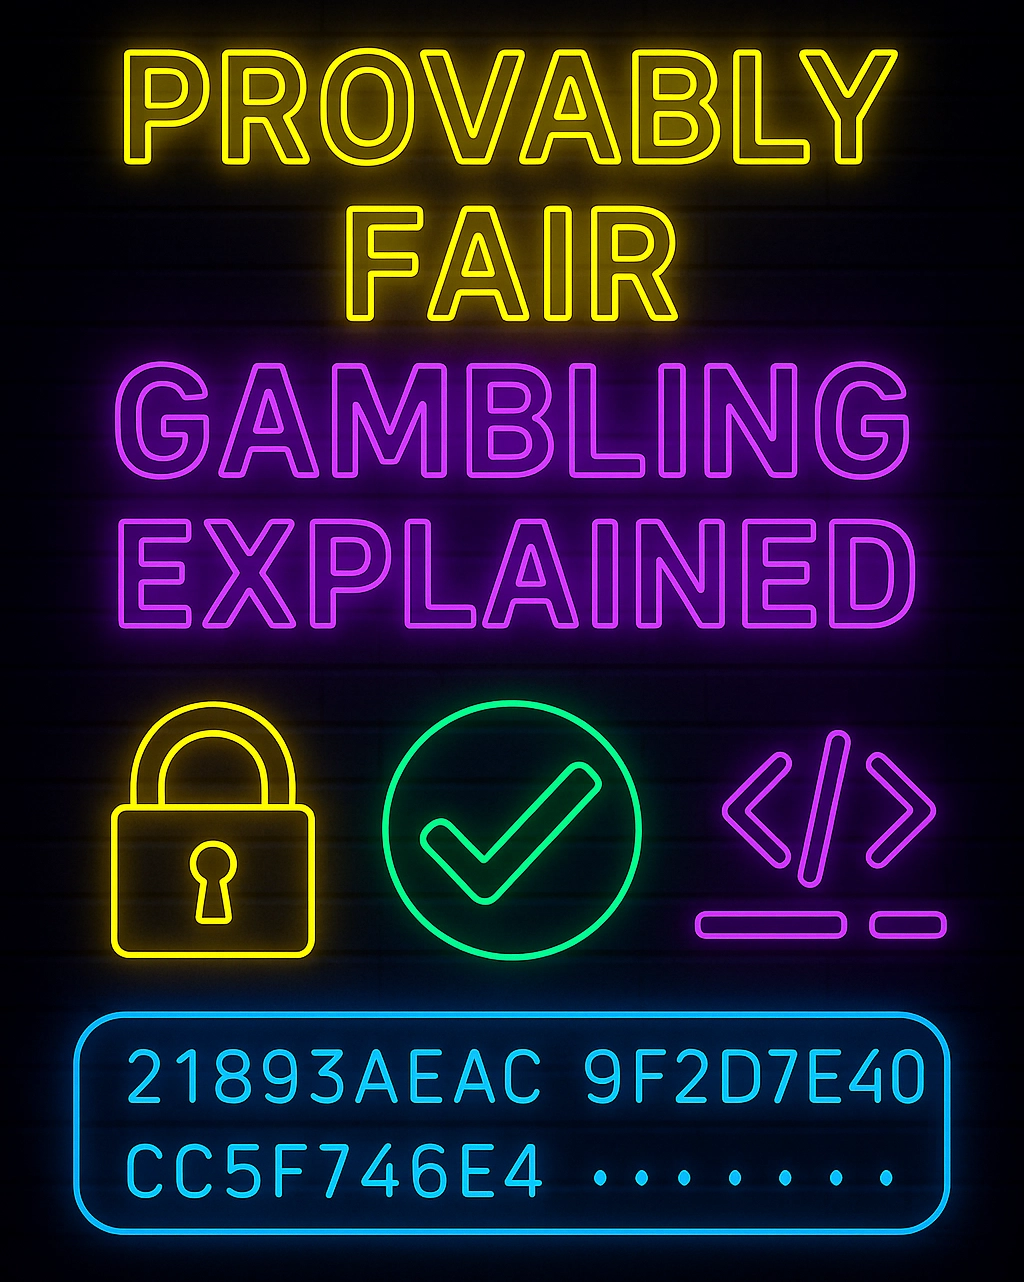 PROVABLY
FAIR
GAMBLING
EXPLAINED
</>
21893AEAC 9F2D7E40
CC5F746E4 .......